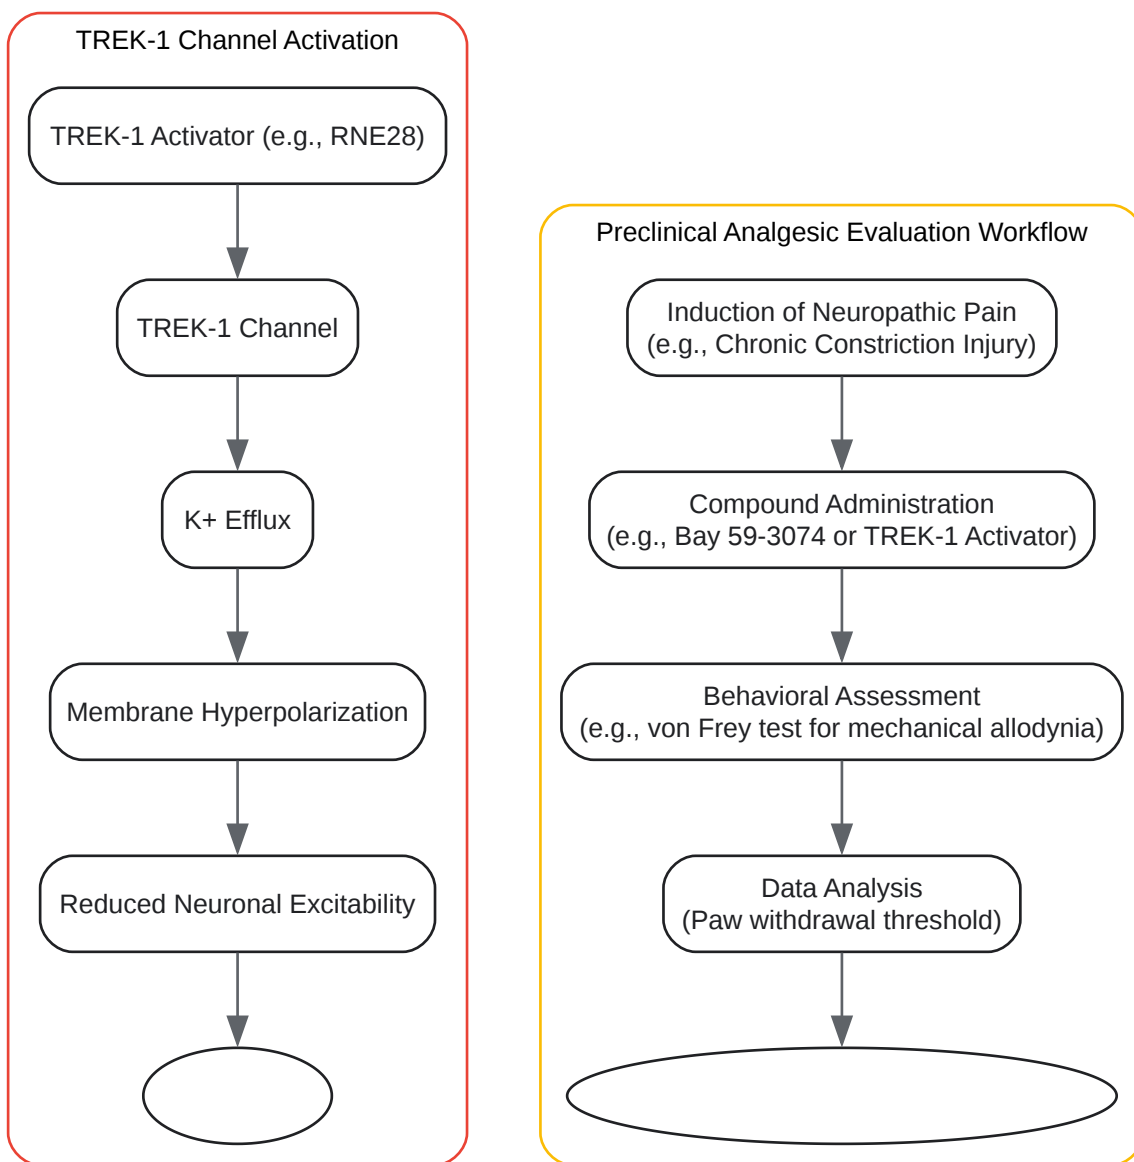 TREK-1 Channel Activation
TREK-1 Activator (e.g., RNE28)
TREK-1 Channel
K+ Efflux
Membrane Hyperpolarization
Reduced Neuronal Excitability
Preclinical Analgesic Evaluation Workflow
Induction of Neuropathic Pain
(e.g., Chronic Constriction Injury)
Compound Administration
(e.g., Bay 59-3074 or TREK-1 Activator)
Behavioral Assessment
(e.g., von Frey test for mechanical allodynia)
Data Analysis
(Paw withdrawal threshold)